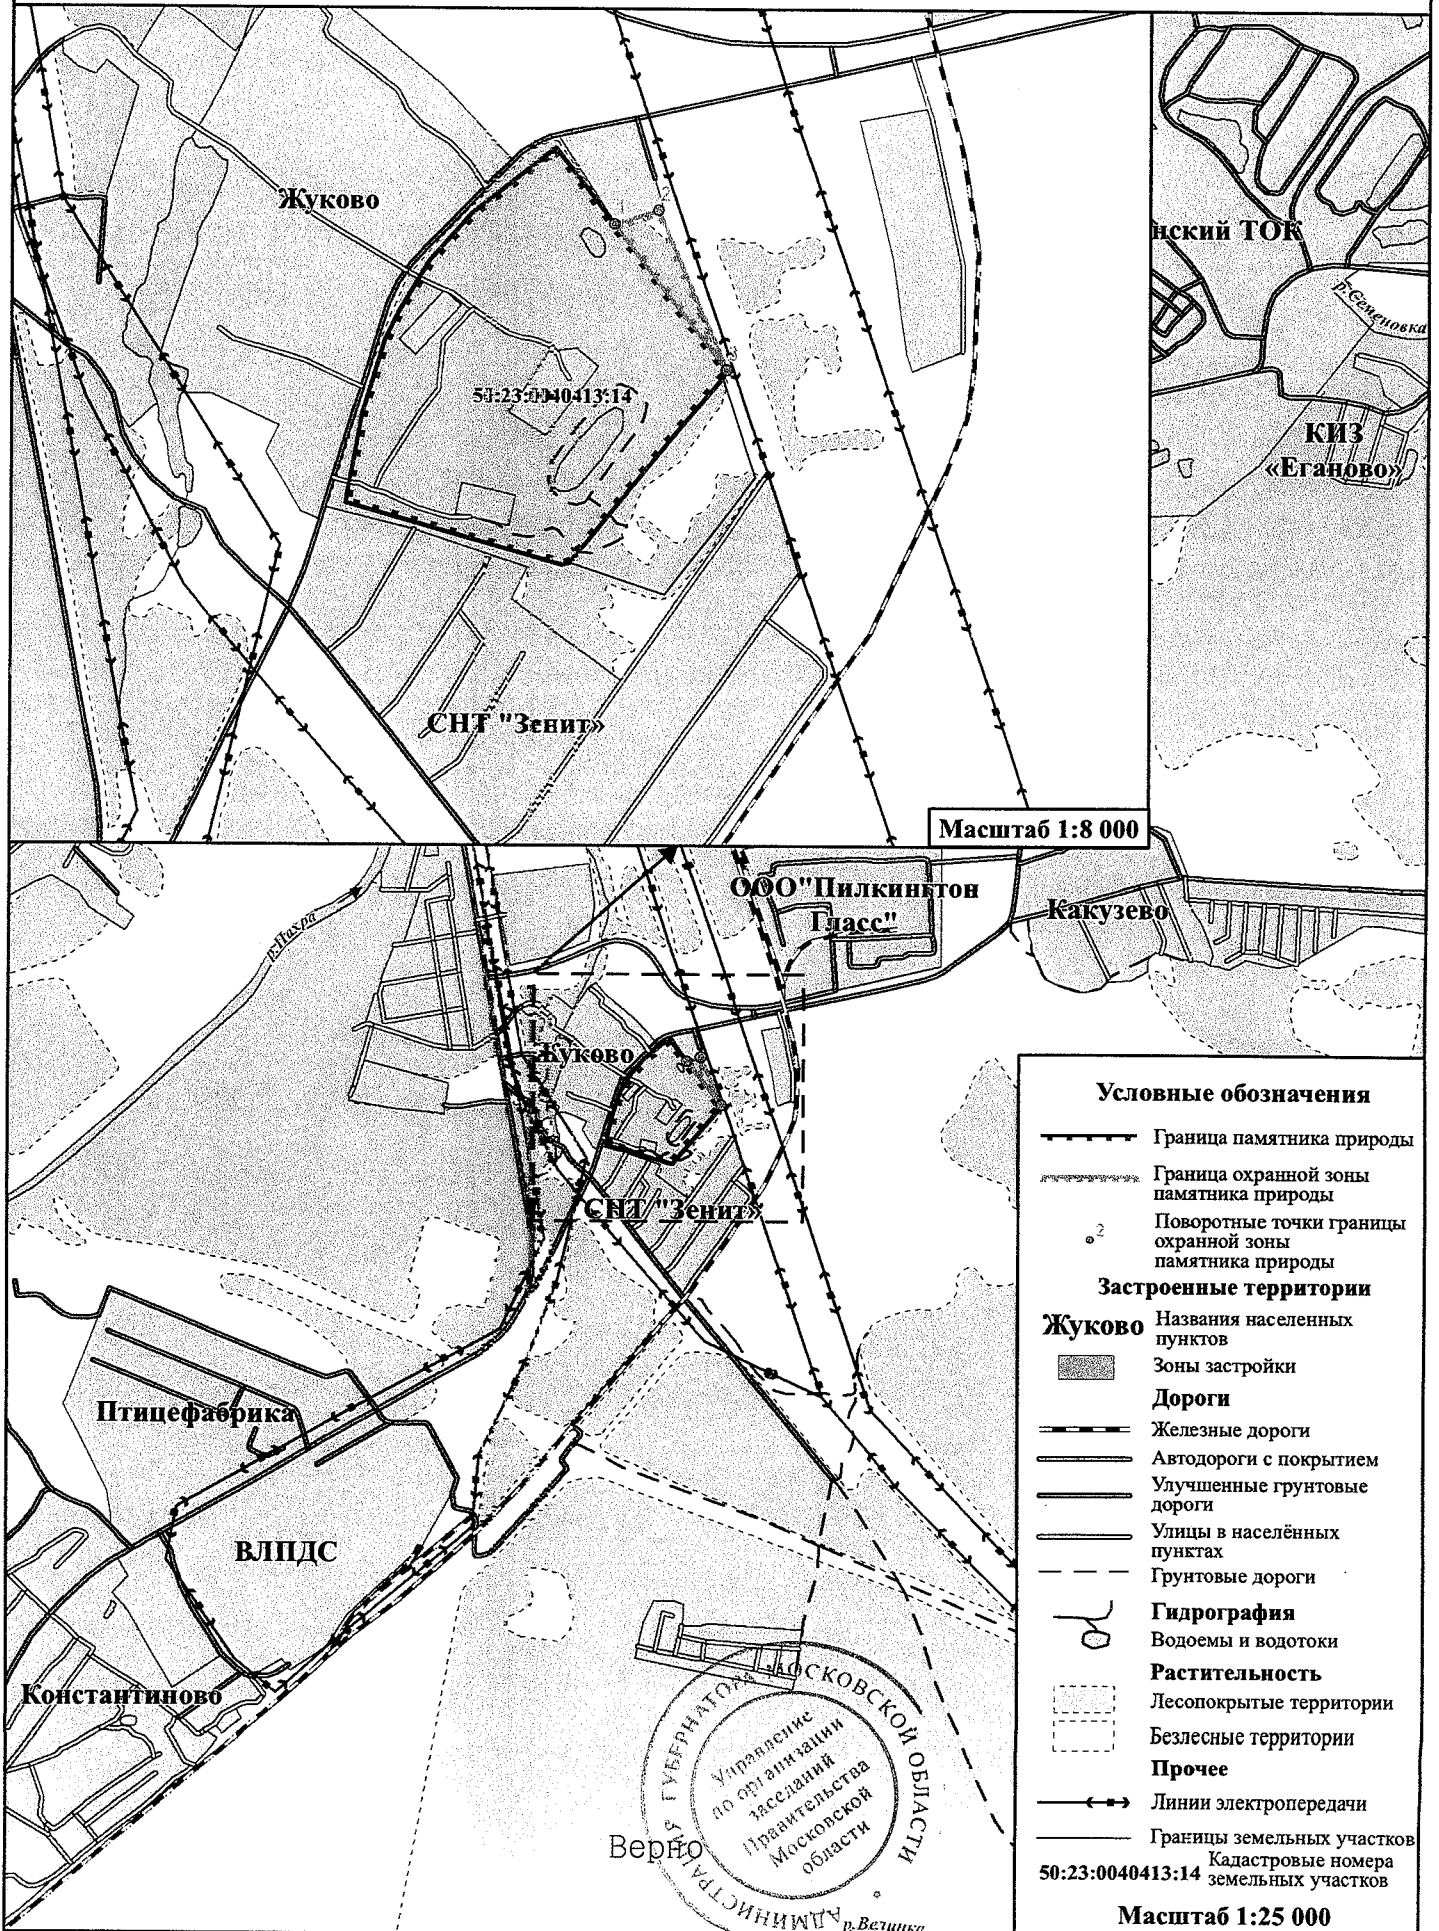 Жуково
1
2
50:23:0040413:14
СНТ "Зенит»
Масштаб 1:8 000
нский ТОК
р.Семеновка
КИЗ
«Еганово»
р.Пахра
ООО"Пилкингтон
Гласс"
Какузево
Жуково
СНТ "Зенит»
Птицефабрика
ВЛПДС
Константиново
Верно
АДМИНИСТРАЦИЯ ГУБЕРНАТОРА МОСКОВСКОЙ ОБЛАСТИ
Управление
по организации
заседаний
Правительства
Московской
области
р.Велинка
Условные обозначения
Граница памятника природы
Граница охранной зоны
памятника природы
2
Поворотные точки границы
охранной зоны
памятника природы
Застроенные территории
Жуково Названия населенных
пунктов
Зоны застройки
Дороги
Железные дороги
Автодороги с покрытием
Улучшенные грунтовые
дороги
Улицы в населённых
пунктах
Грунтовые дороги
Гидрография
Водоемы и водотоки
Растительность
Лесопокрытые территории
Безлесные территории
Прочее
Линии электропередачи
Границы земельных участков
50:23:0040413:14 Кадастровые номера
земельных участков
Масштаб 1:25 000